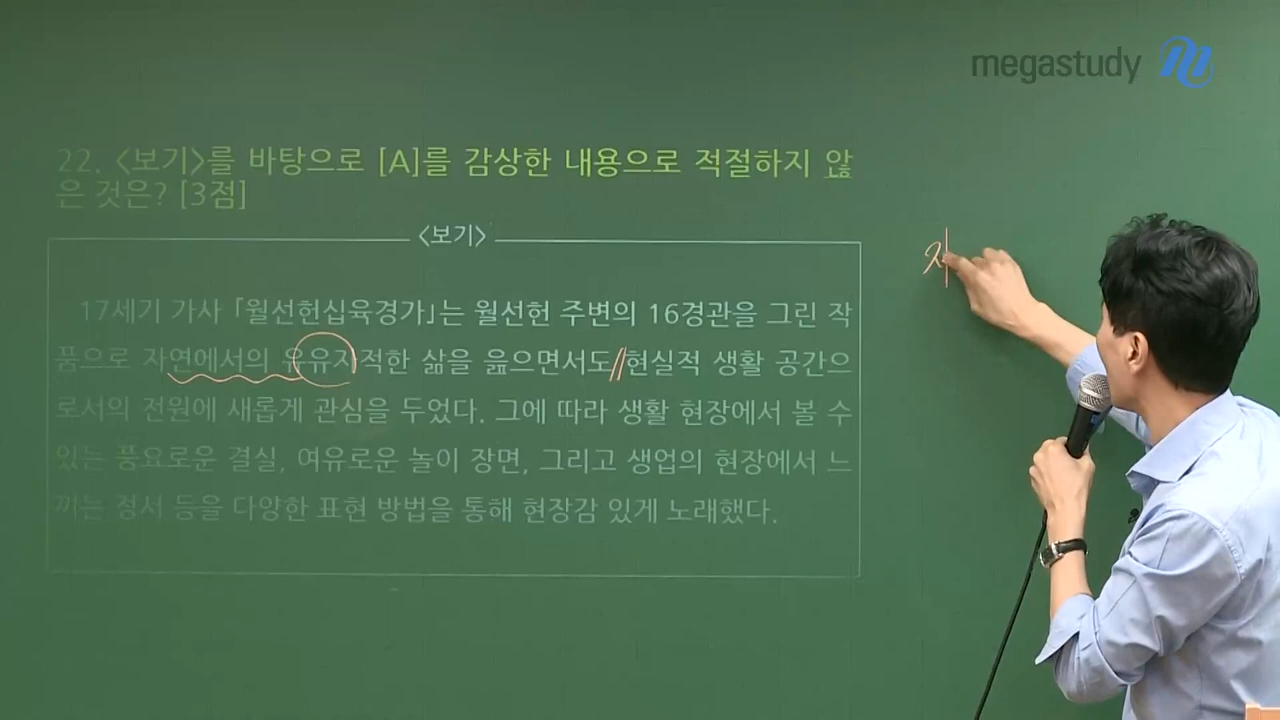 megastudy
22. <보기>를 바탕으로 [A]를 감상한 내용으로 적절하지 않
은 것은? [3점]
<보기>
17세기 가사 「월선헌십육경가」는 월선헌 주변의 16경관을 그린 작
품으로 자연에서의 유유자적한 삶을 읊으면서도 현실적 생활 공간으
로서의 전원에 새롭게 관심을 두었다. 그에 따라 생활 현장에서 볼 수
있는 풍요로운 결실, 여유로운 놀이 장면, 그리고 생업의 현장에서 느
끼는 정서 등을 다양한 표현 방법을 통해 현장감 있게 노래했다.
자